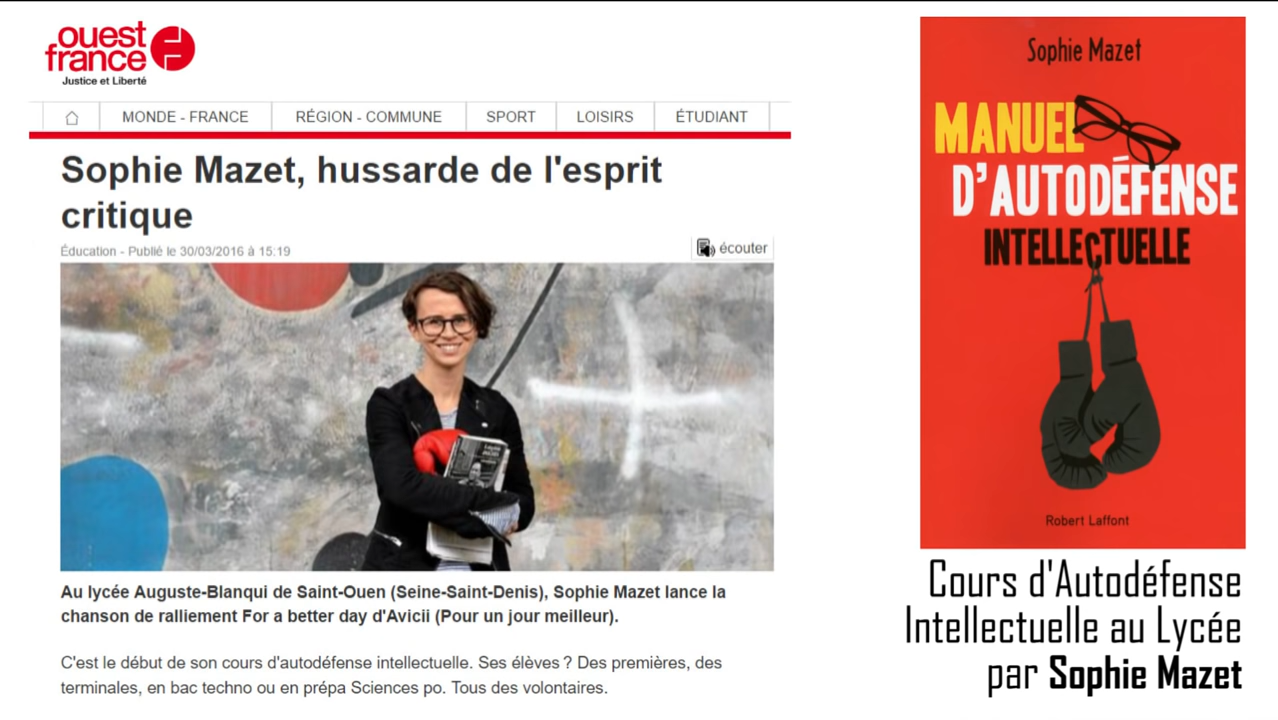 ouest
france
Justice et Liberté
MONDE - FRANCE
RÉGION - COMMUNE
SPORT
LOISIRS
ÉTUDIANT
Sophie Mazet, hussarde de l'esprit
critique
Éducation - Publié le 30/03/2016 à 15:19
écouter
Au lycée Auguste-Blanqui de Saint-Ouen (Seine-Saint-Denis), Sophie Mazet lance la
chanson de ralliement For a better day d'Avicii (Pour un jour meilleur).
C'est le début de son cours d'autodéfense intellectuelle. Ses élèves ? Des premières, des
terminales, en bac techno ou en prépa Sciences po. Tous des volontaires.
Sophie Mazet
MANUEL
D'AUTODÉFENSE
INTELLECTUELLE
Robert Laffont
Cours d'Autodéfense
Intellectuelle au Lycée
par Sophie Mazet